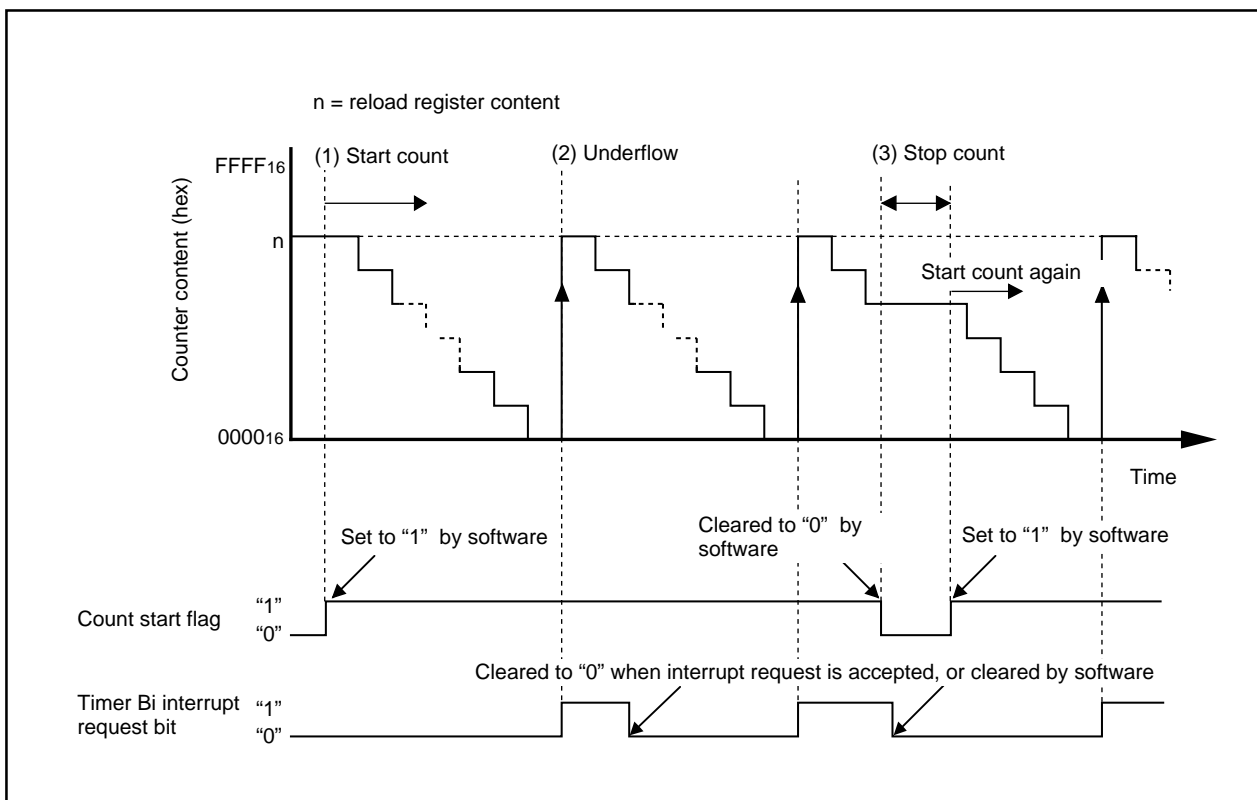 n = reload register content
FFFF16
(1) Start count
(2) Underflow
(3) Stop count
n
Start count again
Counter content (hex)
000016
Time
Set to “1” by software
Cleared to “0” by
software
Set to “1” by software
Count start flag
“1”
“0”
Cleared to “0” when interrupt request is accepted, or cleared by software
Timer Bi interrupt
request bit
“1”
“0”